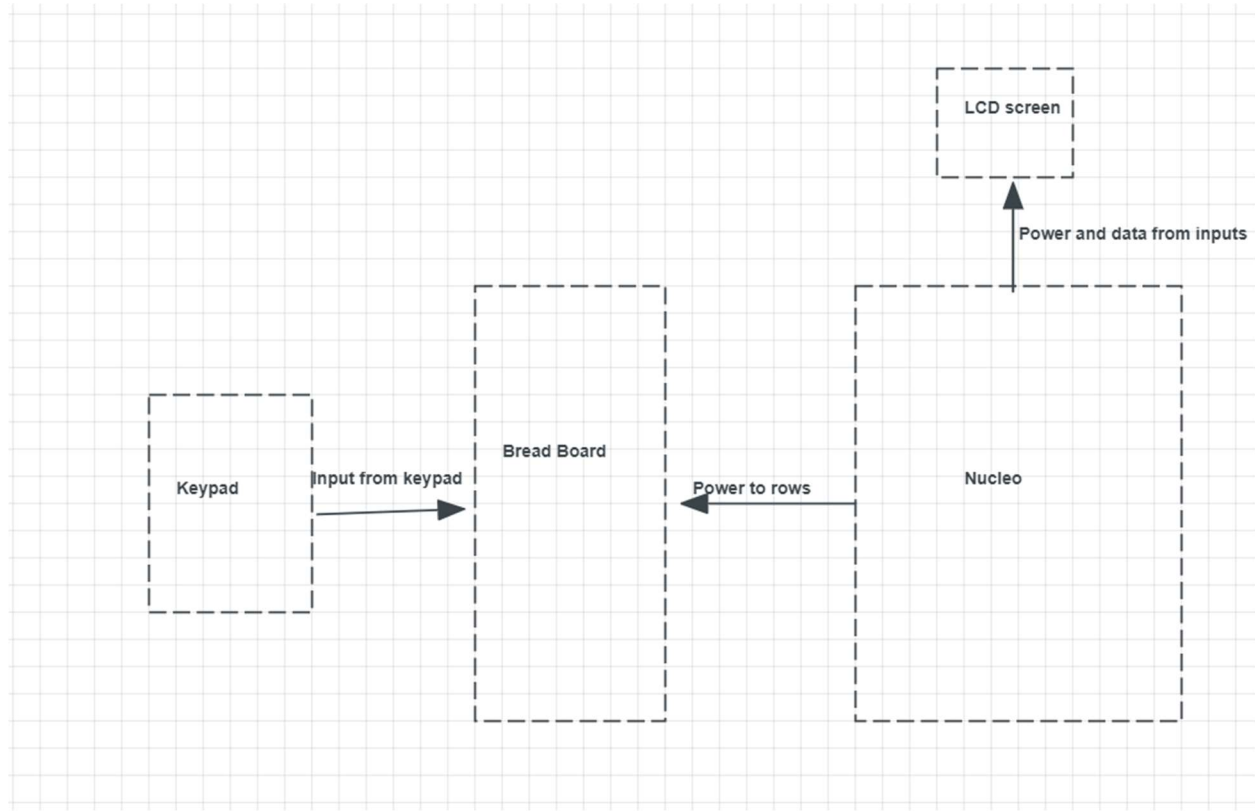 LCD screen
Power and data from inputs
Bread Board
Keypad
Input from keypad
Power to rows
Nucleo